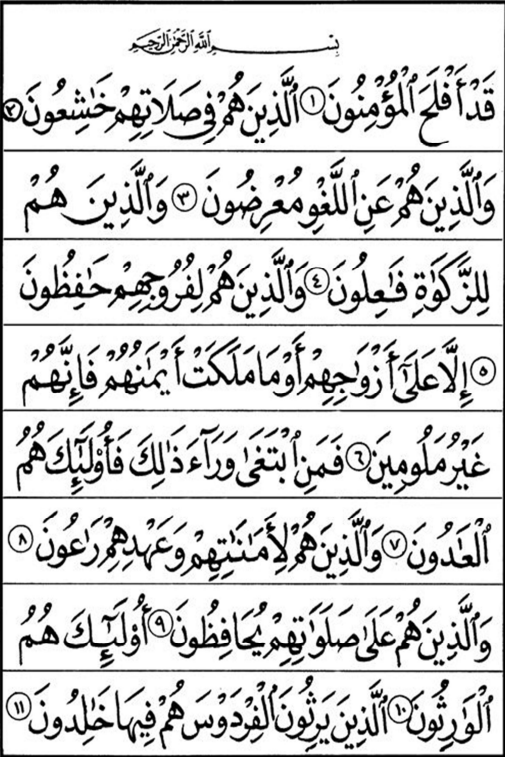 بِسْمِ ٱللَّهِ ٱلرَّحْمَٰنِ ٱلرَّحِيمِ
قَدْ أَفْلَحَ ٱلْمُؤْمِنُونَ ١ ٱلَّذِينَ هُمْ فِى صَلَاتِهِمْ خَٰشِعُونَ ٢
وَٱلَّذِينَ هُمْ عَنِ ٱللَّغْوِ مُعْرِضُونَ ٣ وَٱلَّذِينَ هُمْ
لِلزَّكَوٰةِ فَٰعِلُونَ ٤ وَٱلَّذِينَ هُمْ لِفُرُوجِهِمْ حَٰفِظُونَ
٥ إِلَّا عَلَىٰٓ أَزْوَٰجِهِمْ أَوْ مَا مَلَكَتْ أَيْمَٰنُهُمْ فَإِنَّهُمْ
غَيْرُ مَلُومِينَ ٦ فَمَنِ ٱبْتَغَىٰ وَرَآءَ ذَٰلِكَ فَأُو۟لَٰٓئِكَ هُمُ
ٱلْعَادُونَ ٧ وَٱلَّذِينَ هُمْ لِأَمَٰنَٰتِهِمْ وَعَهْدِهِمْ رَٰعُونَ ٨
وَٱلَّذِينَ هُمْ عَلَىٰ صَلَوَٰتِهِمْ يُحَافِظُونَ ٩ أُو۟لَٰٓئِكَ هُمُ
ٱلْوَٰرِثُونَ ١٠ ٱلَّذِينَ يَرِثُونَ ٱلْفِرْدَوْسَ هُمْ فِيهَا خَٰلِدُونَ ١١